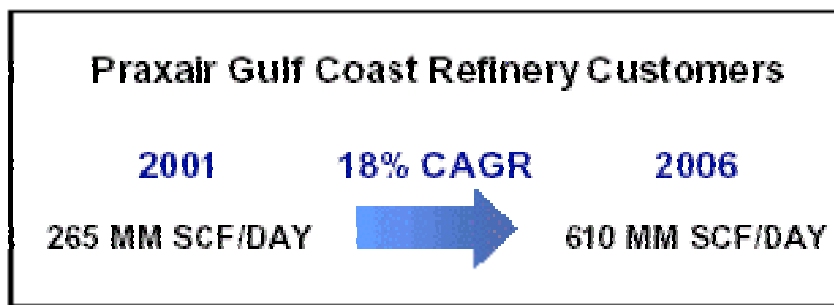 Praxair Gulf Coast Refinery Customers
2001 18% CAGR 2006
265 MM SCF/DAY 610 MM SCF/DAY